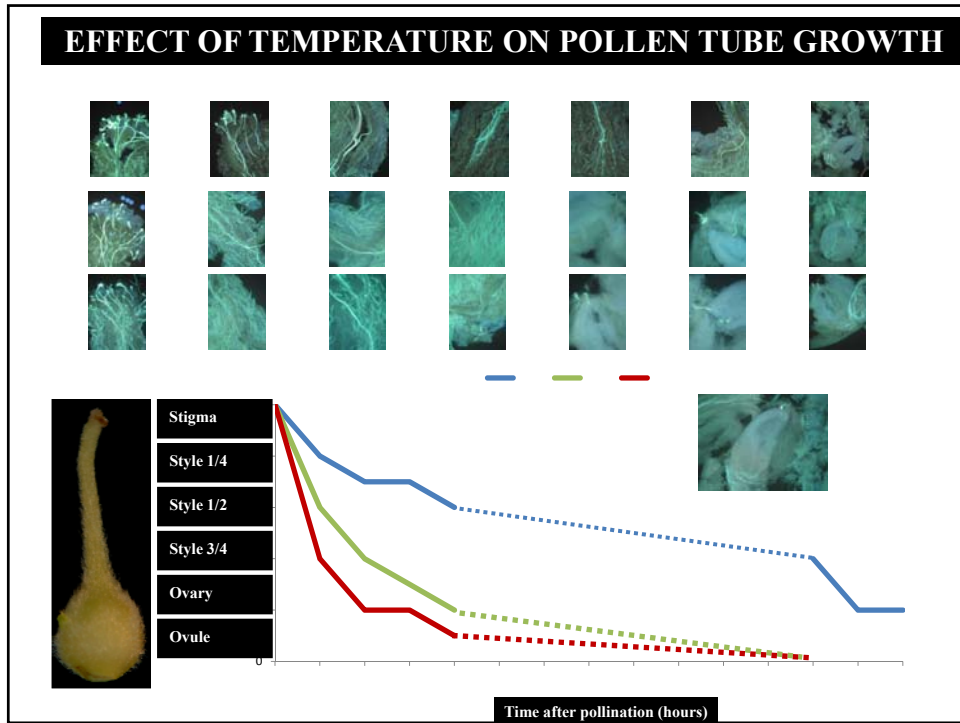 EFFECT OF TEMPERATURE ON POLLEN TUBE GROWTH
Stigma
Style 1/4
Style 1/2
Style 3/4
Ovary
Ovule
0
Time after pollination (hours)